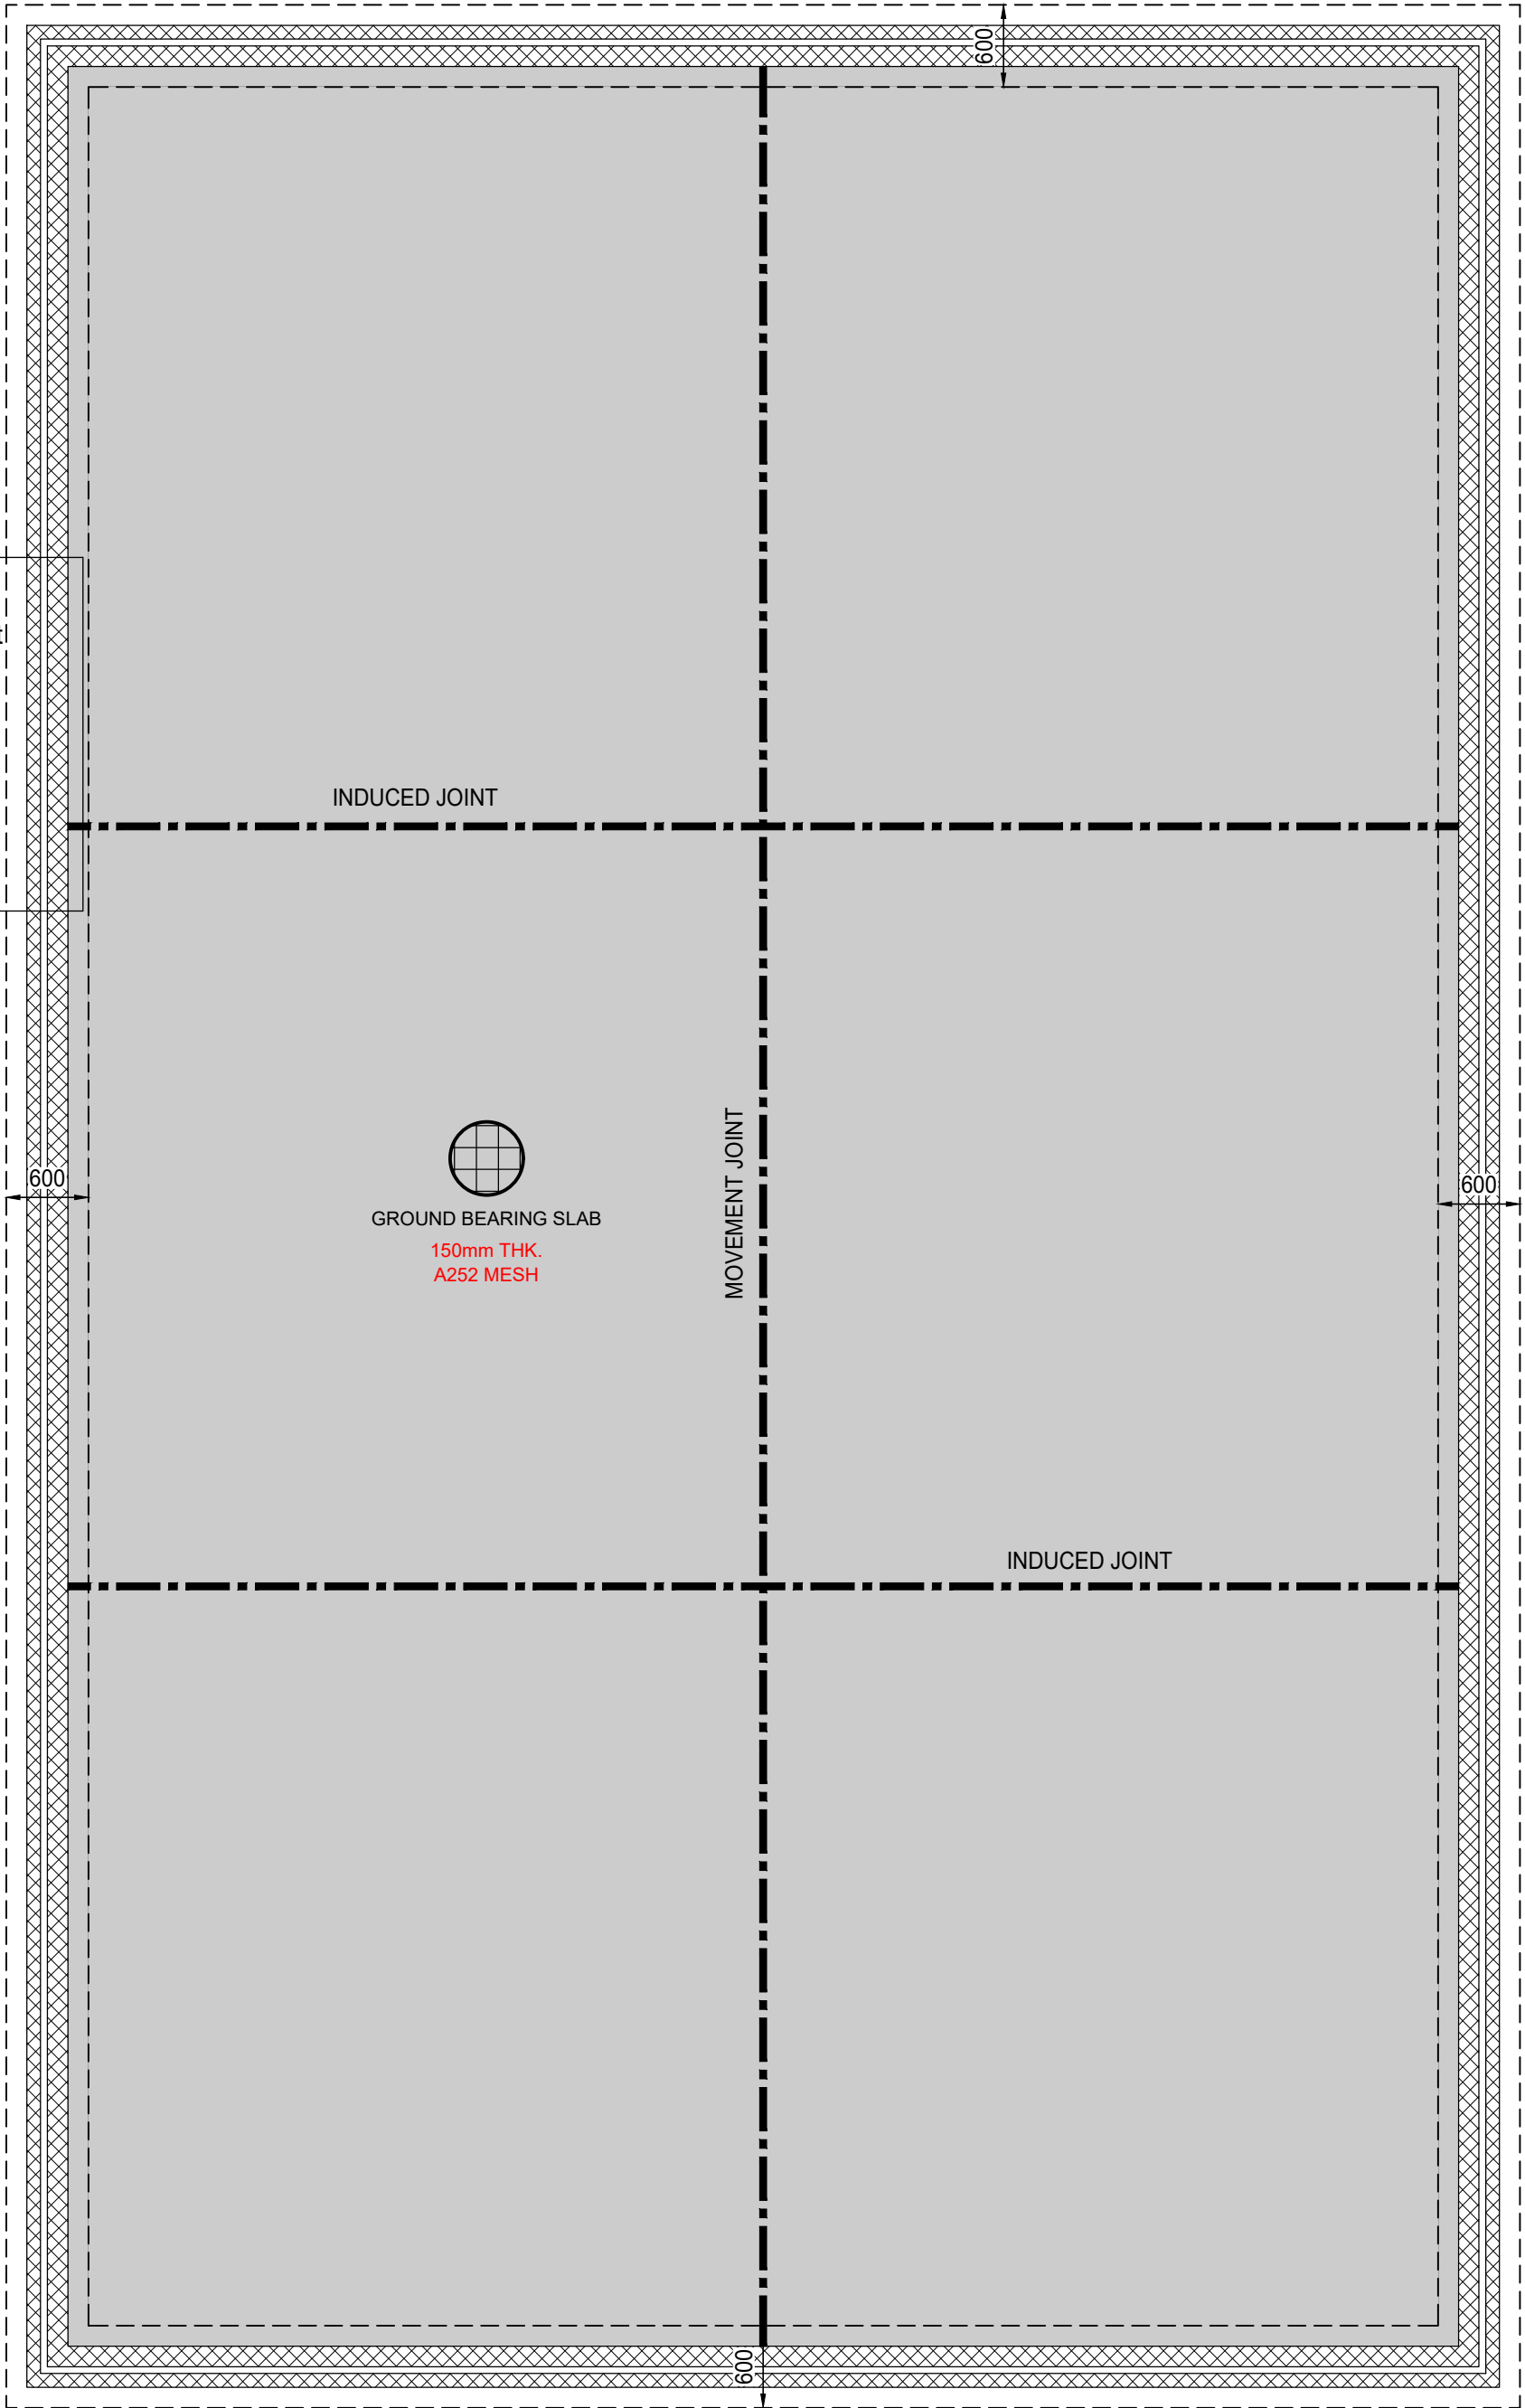 600
INDUCED JOINT
MOVEMENT JOINT
600
600
GROUND BEARING SLAB
150mm THK.
A252 MESH
INDUCED JOINT
600